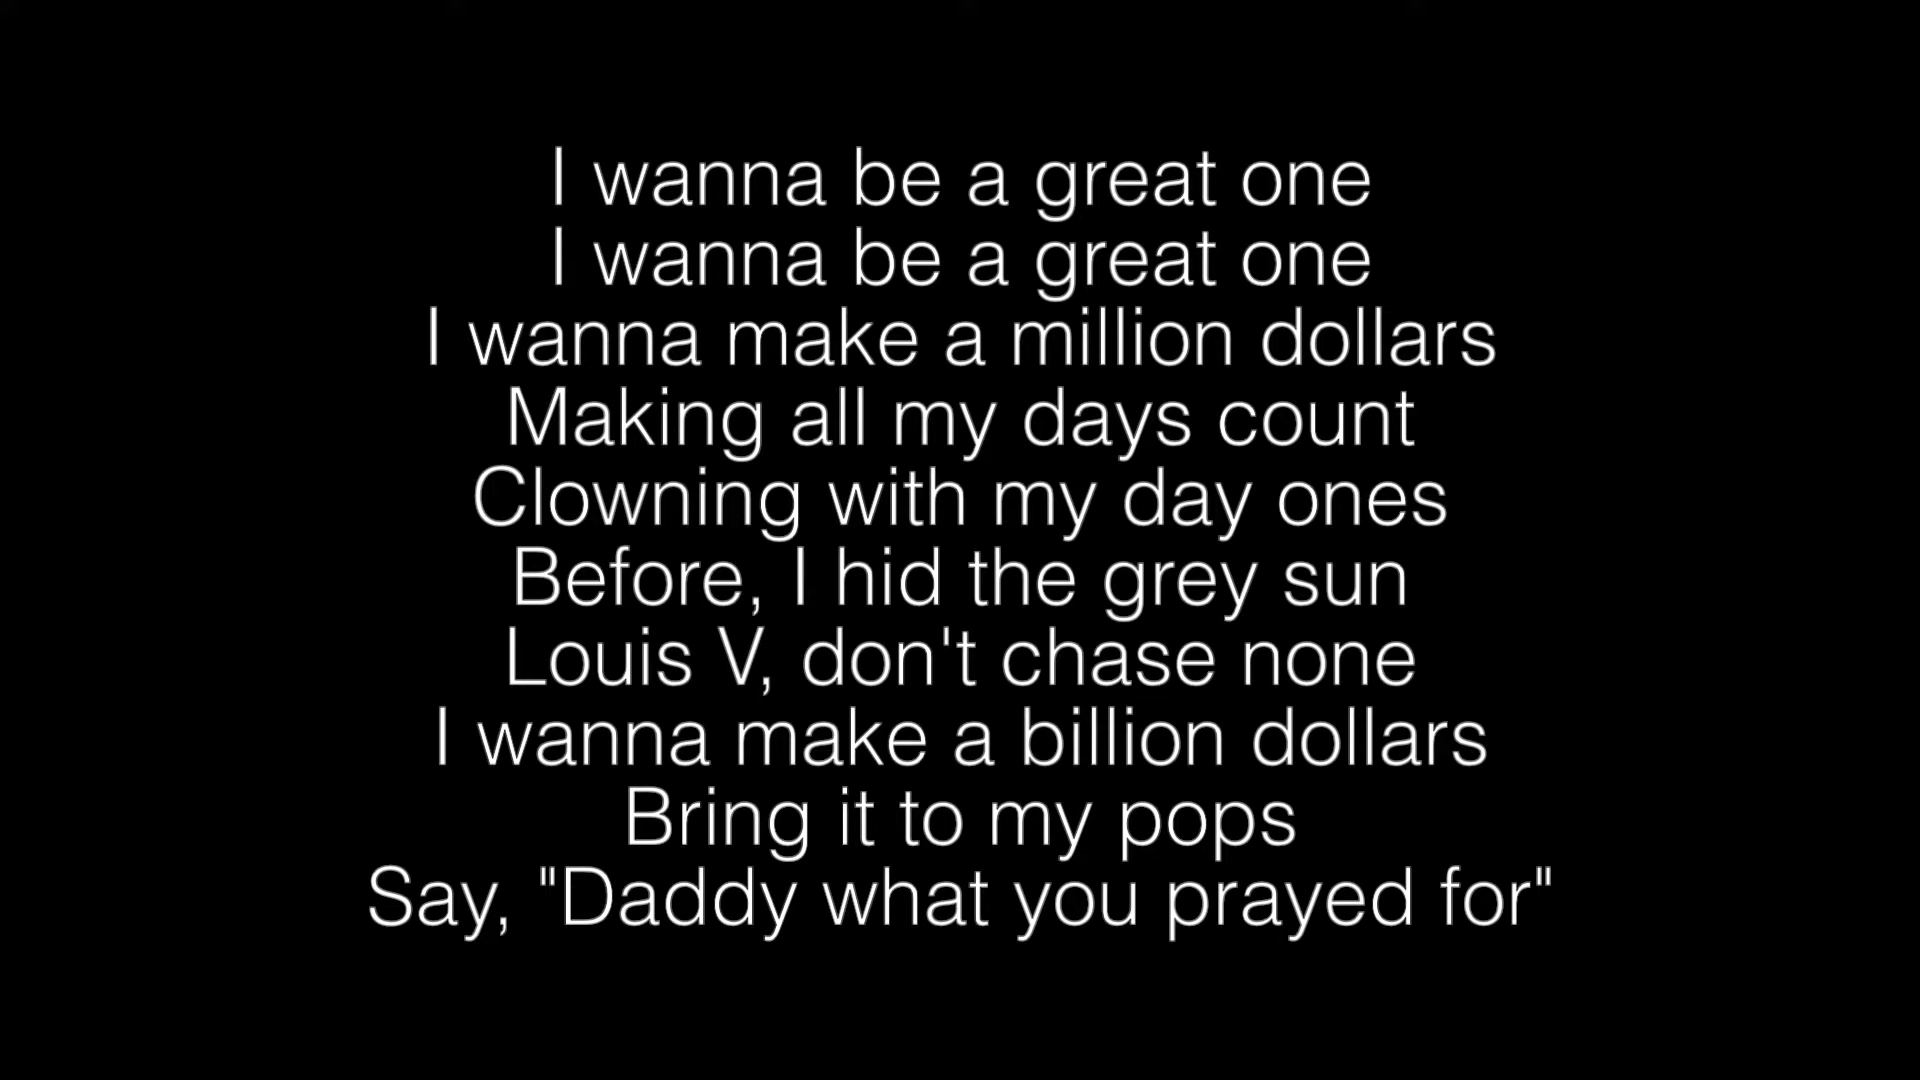 I wanna be a great one
I wanna be a great one
I wanna make a million dollars
Making all my days count
Clowning with my day ones
Before, I hid the grey sun
Louis V, don't chase none
I wanna make a billion dollars
Bring it to my pops
Say, "Daddy what you prayed for"